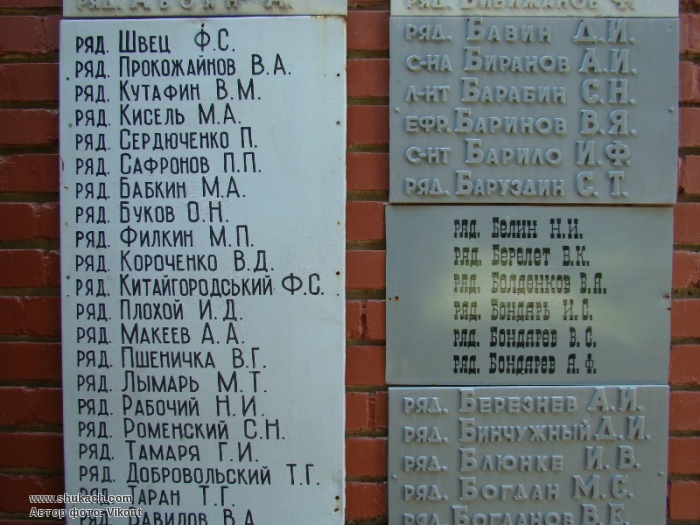 РЯД. ШВЕЦ Ф.С.
РЯД. ПРОКОЖАЙНОВ В.А.
РЯД. КУТАФИН В.М.
РЯД. КИСЕЛЬ М.А.
РЯД. СЕРДЮЧЕНКО П.
РЯД. САФРОНОВ П.П.
РЯД. БАБКИН М.А.
РЯД. БУКОВ О.Н.
РЯД. ФИЛКИН М.П.
РЯД. КОРОЧЕНКО В.Д.
РЯД. КИТАЙГОРОДСЬКИЙ Ф.С.
РЯД. ПЛОХОЙ И.Д.
РЯД. МАКЕЕВ А.А.
РЯД. ПШЕНИЧКА В.Г.
РЯД. ЛЫМАРЬ М.Т.
РЯД. РАБОЧИЙ Н.И.
РЯД. РОМЕНСКИЙ С.Н.
РЯД. ТАМАРЯ Г.И.
РЯД. ДОБРОВОЛЬСКИЙ Т.Г.
РЯД. ТАРАН Т.Г.
ВАВИЛОВ В.А.
РЯД. БАВИН Д.И.
С-НА БИРАНОВ А.И.
Л-НТ БАРАБИН С.Н.
ЕФР. БАРИНОВ В.Я.
С-НТ БАРИЛО И.Ф.
РЯД. БАРУЗДИН С.Т.
РЯД. БЕЛИН Н.И.
РЯД. БЕРЕЛЕТ В.К.
РЯД. БОЛДЕНКОВ В.А.
РЯД. БОНДАРЬ И.С.
РЯД. БОНДАРЕВ В.С.
РЯД. БОНДАРЕВ А.Ф.
РЯД. БЕРЕЗНЕВ А.И.
РЯД. БИНЧУЖНЫЙ Д.И.
РЯД. БЛЮНКЕ И.В.
РЯД. БОГДАН М.С.
РЯД. БОГДАНОВ В.Е.
www.shukach.com
Автор фото: Vikont